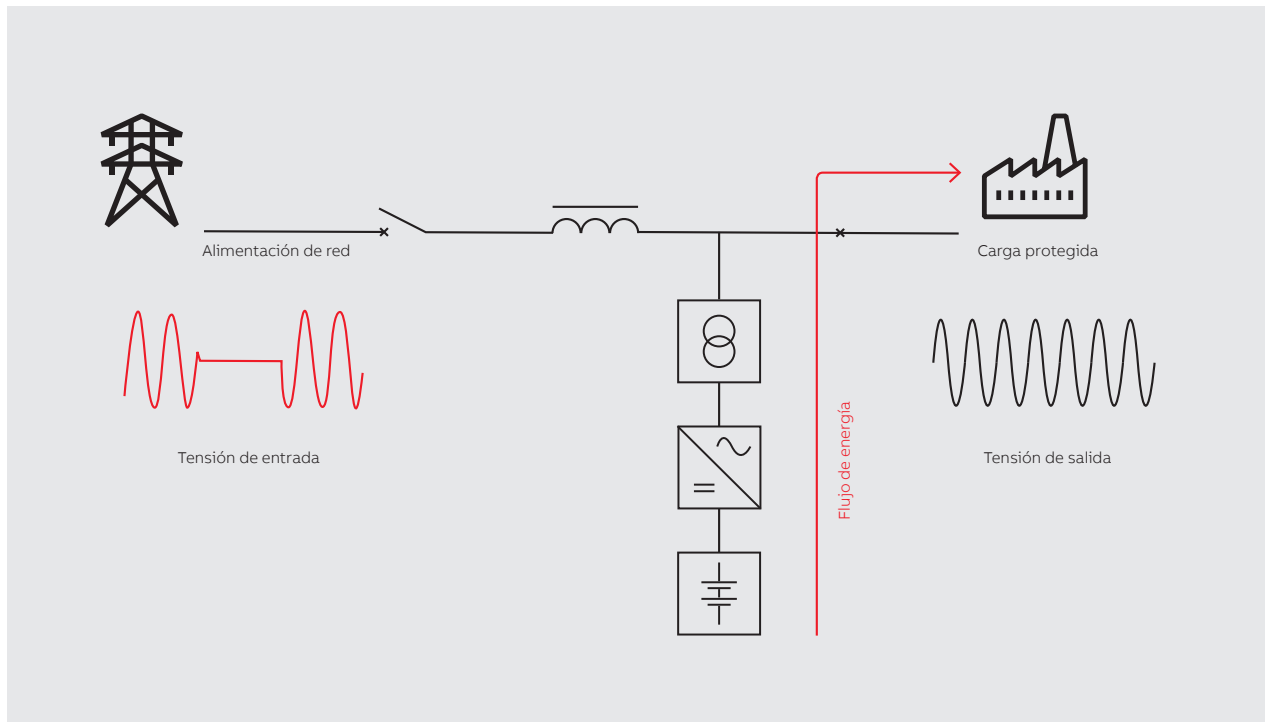 Alimentación de red
Carga protegida
Tensión de entrada
Flujo de energía
Tensión de salida